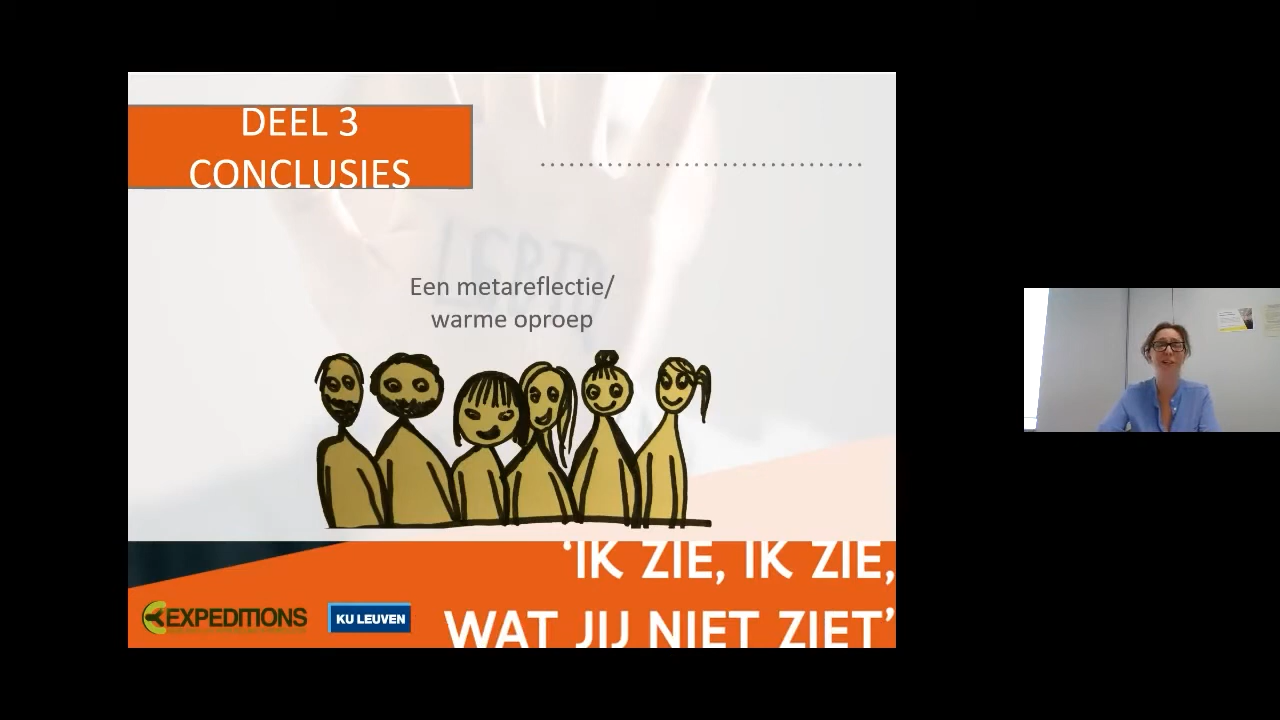 DEEL 3
CONCLUSIES
Een metareflectie/
warme oproep
'IK ZIE, IK ZIE,
WAT JIJ NIET ZIET'
EXPEDITIONS
KU LEUVEN